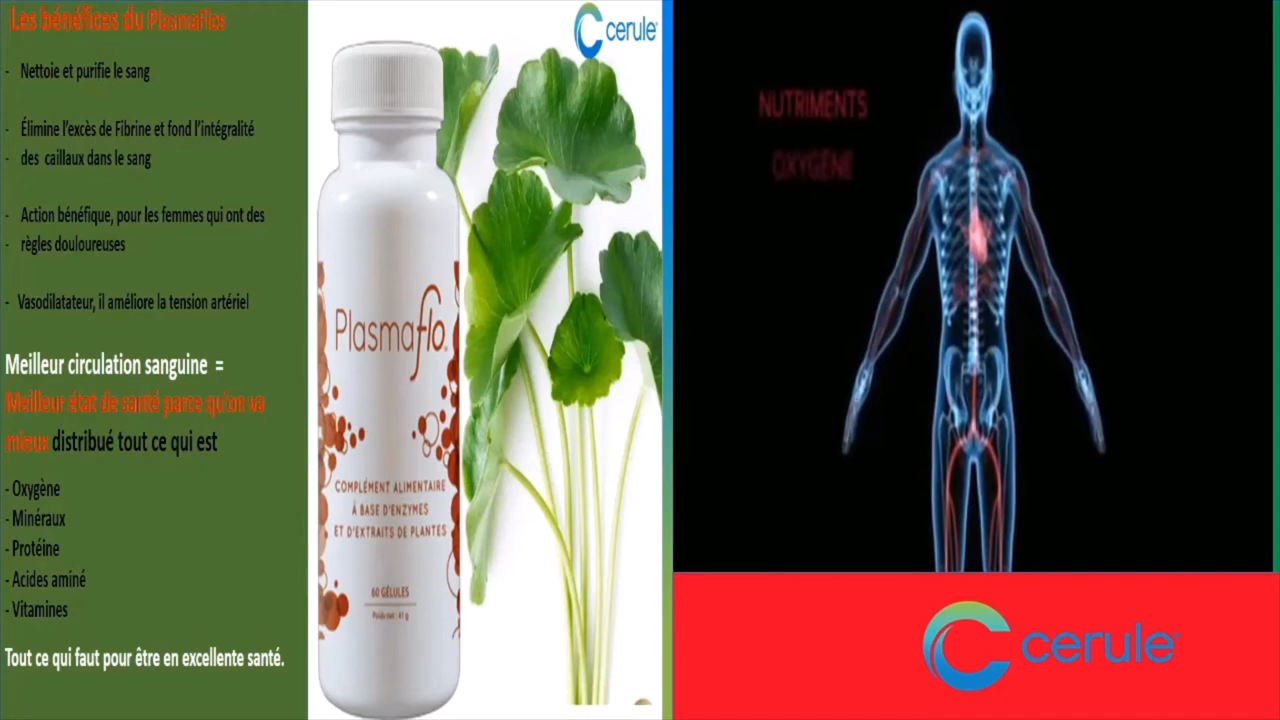 Les bénéfices du Plasmaflos
- Nettoie et purifie le sang
- Élimine l'excès de Fibrine et fond l'intégralité
- des caillaux dans le sang
- Action bénéfique, pour les femmes qui ont des
- règles douloureuses
- Vasodilatateur, il améliore la tension artériel
Meilleur circulation sanguine =
Meilleur état de santé parce qu'on va
mieux distribué tout ce qui est
- Oxygène
- Minéraux
- Protéine
- Acides aminé
- Vitamines
Tout ce qui faut pour être en excellente santé.
cerule
Plasmaflo
COMPLÉMENT ALIMENTAIRE
À BASE D'ENZYMES
ET D'EXTRAITS DE PLANTES
60 GÉLULES
Poids net : 41 g
NUTRIMENTS
OXYGÈNE
cerule